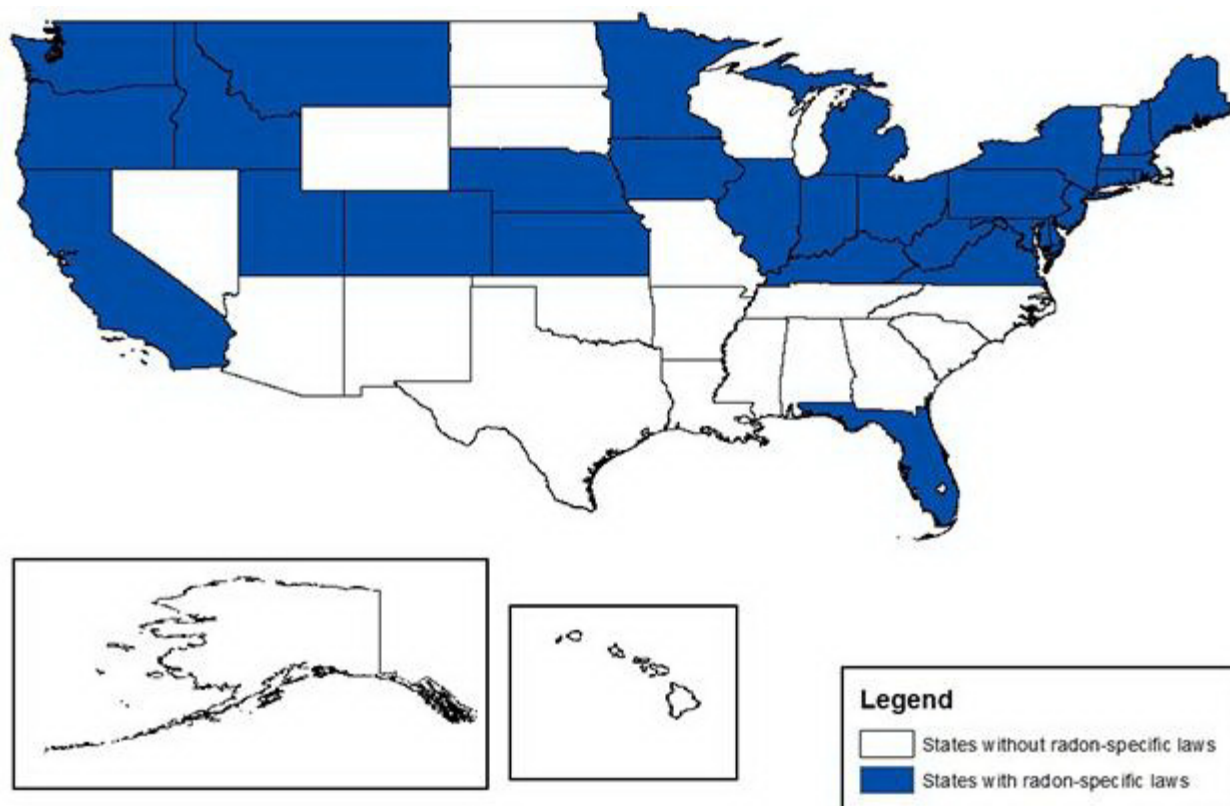 Legend
States without radon-specific laws
States with radon-specific laws